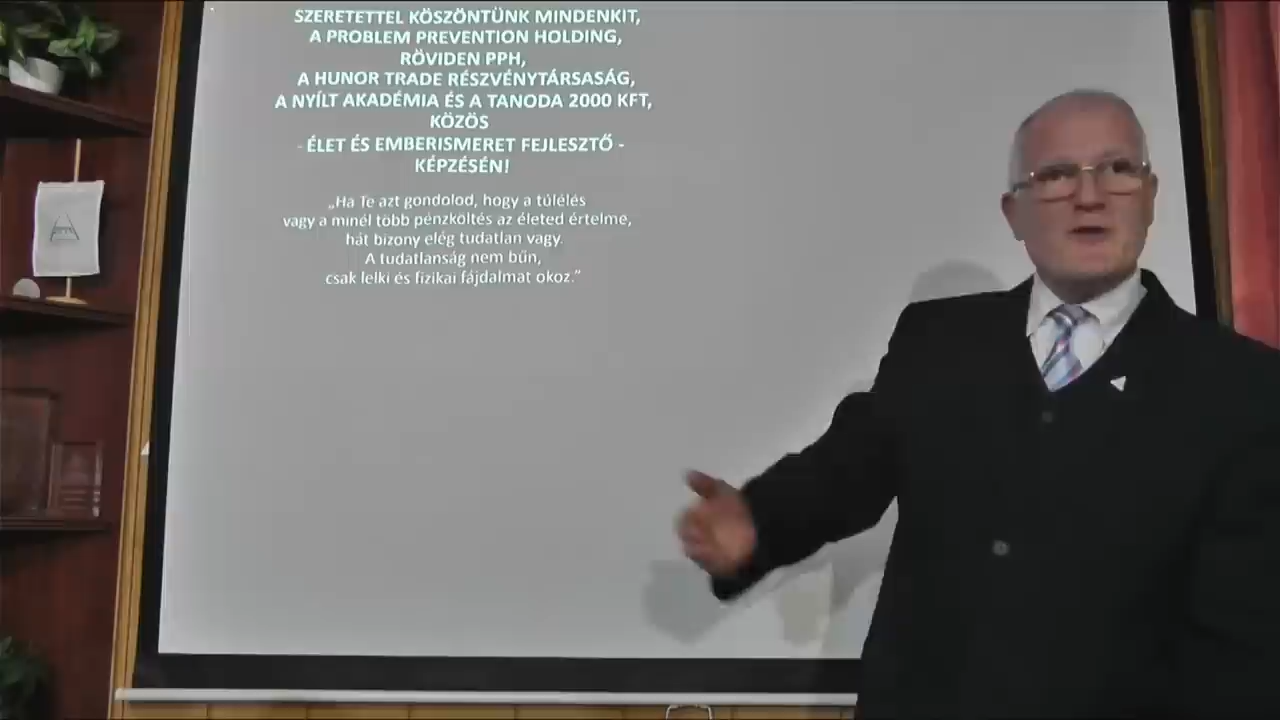 SZERETETTEL KÖSZÖNTÜNK MINDENKIT,
A PROBLEM PREVENTION HOLDING,
RÖVIDEN PPH,
A HUNOR TRADE RÉSZVÉNYTÁRSASÁG,
A NYÍLT AKADÉMIA ÉS A TANODA 2000 KFT,
KÖZÖS
- ÉLET ÉS EMBERISMERET FEJLESZTŐ -
KÉPZÉSÉN!
„Ha Te azt gondolod, hogy a túlélés
vagy a minél több pénzköltés az életed értelme,
hát bizony elég tudatlan vagy.
A tudatlanság nem bűn,
csak lelki és fizikai fájdalmat okoz.”